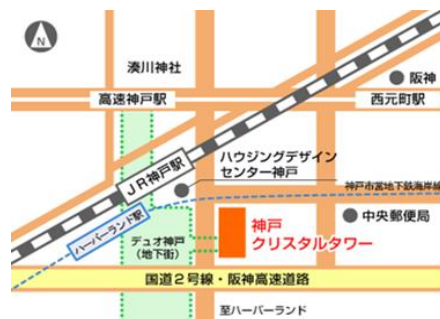 N
湊川神社
阪神
高速神戸駅
西元町駅
JR神戸駅
ハウジングデザイン
センター神戸
神戸市営地下鉄海岸線
ハーバーランド駅
中央郵便局
デュオ神戸
(地下街)
神戸
クリスタルタワー
国道2号線・阪神高速道路
至ハーバーランド